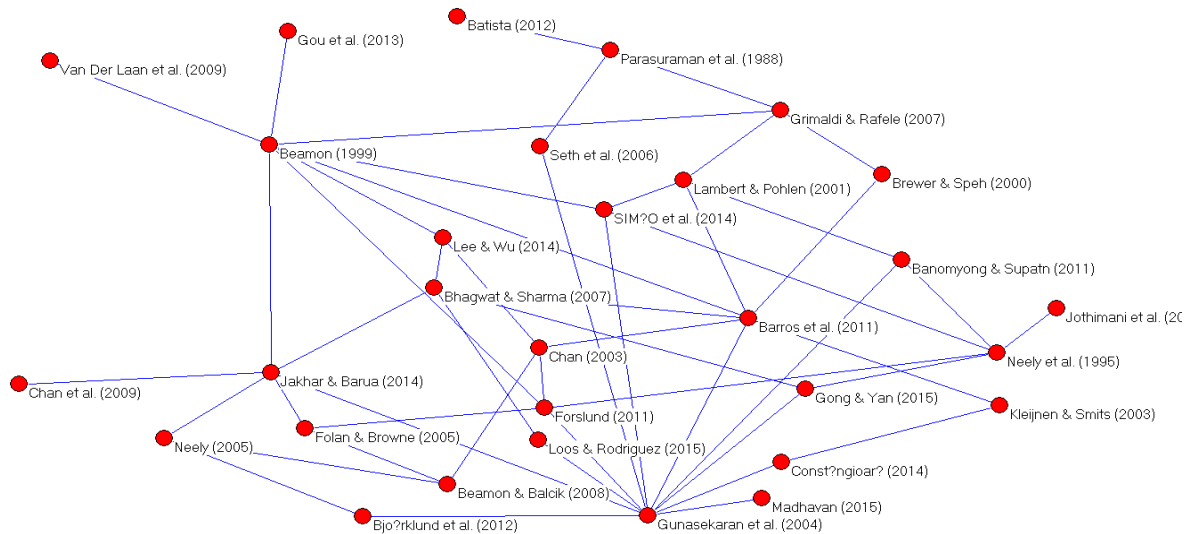 Batista (2012)
Gou et al. (2013)
Parasuraman et al. (1988)
Van Der Laan et al. (2009)
Grimaldi & Rafele (2007)
Beamon (1999)
Seth et al. (2006)
Lambert & Pohlen (2001)
Brewer & Speh (2000)
SIM?O et al. (2014)
Lee & Wu (2014)
Banomyong & Supatn (2011)
Bhagwat & Sharma (2007)
Jothimani et al. (20
Barros et al. (2011)
Chan (2003)
Neely et al. (1995)
Jakhar & Barua (2014)
Chan et al. (2009)
Gong & Yan (2015)
Forslund (2011)
Kleijnen & Smits (2003)
Folan & Browne (2005)
Neely (2005)
Loos & Rodriguez (2015)
Const?ngioar? (2014)
Beamon & Balcik (2008)
Madhavan (2015)
Bjo?rklund et al. (2012)
Gunasekaran et al. (2004)